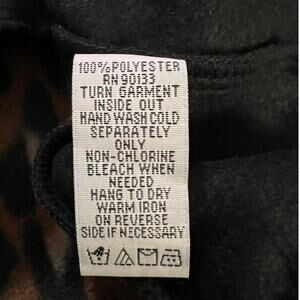 100% POLYESTER
RN 90133
TURN GARMENT
INSIDE OUT
HAND WASH COLD
SEPARATELY
ONLY
NON-CHLORINE
BLEACH WHEN
NEEDED
HANG TO DRY
WARM IRON
ON REVERSE
SIDE IF NECESSARY